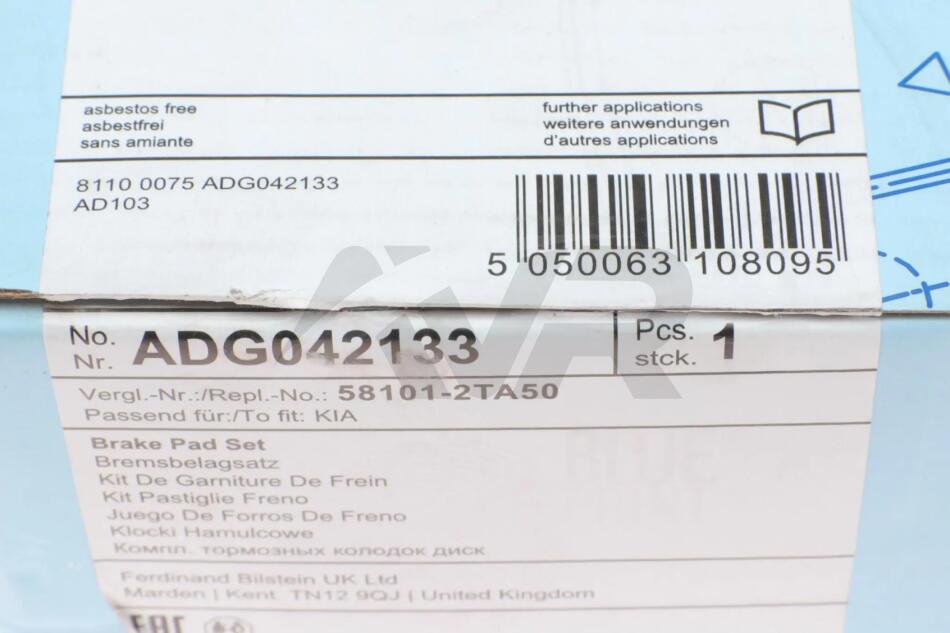 asbestos free
asbestfrei
sans amiante
further applications
weitere anwendungen
d'autres applications
8110 0075 ADG042133
AD103
5 050063 108095
No.
Nr.
ADG042133
Pcs.
stck.
1
Vergl.-Nr.:/Repl.-No.: 58101-2TA50
Passend für:/To fit: KIA
Brake Pad Set
Bremsbelagsatz
Kit De Garniture De Frein
Kit Pastiglie Freno
Juego De Forros De Freno
Klocki Hamulcowe
Компл. тормозных колодок диск
Ferdinand Bilstein UK Ltd
Marden | Kent TN12 9QJ | United Kingdom
EAC